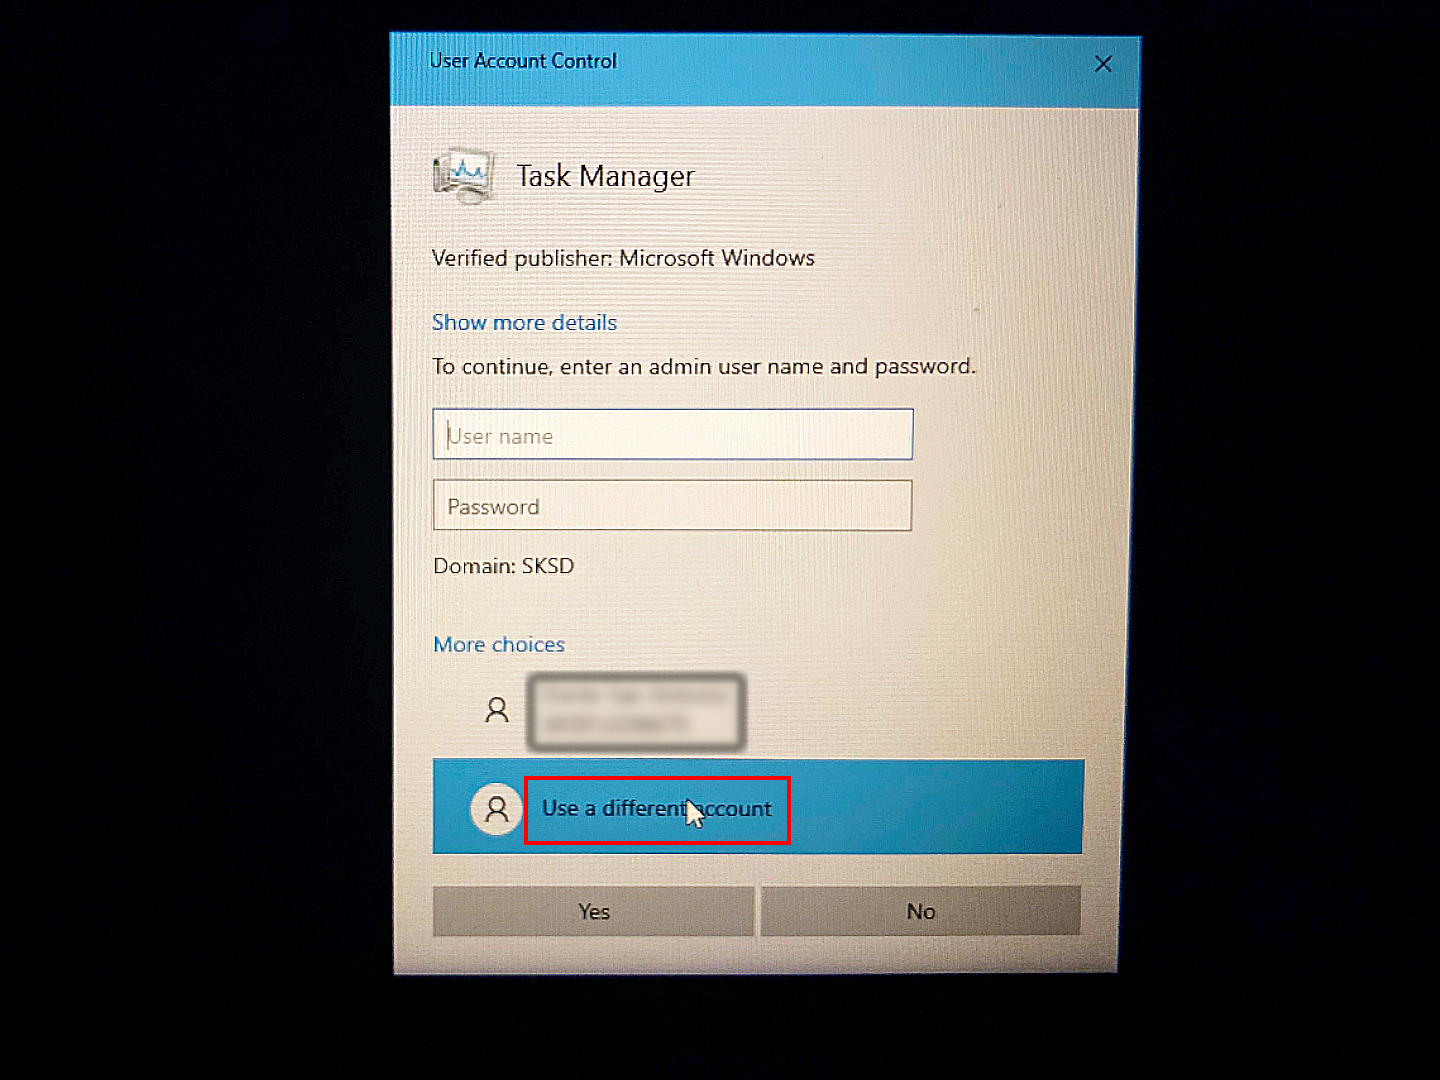 User Account Control
Task Manager
Verified publisher: Microsoft Windows
Show more details
To continue, enter an admin user name and password.
User name
Password
Domain: SKSD
More choices
Use a different account
Yes
No